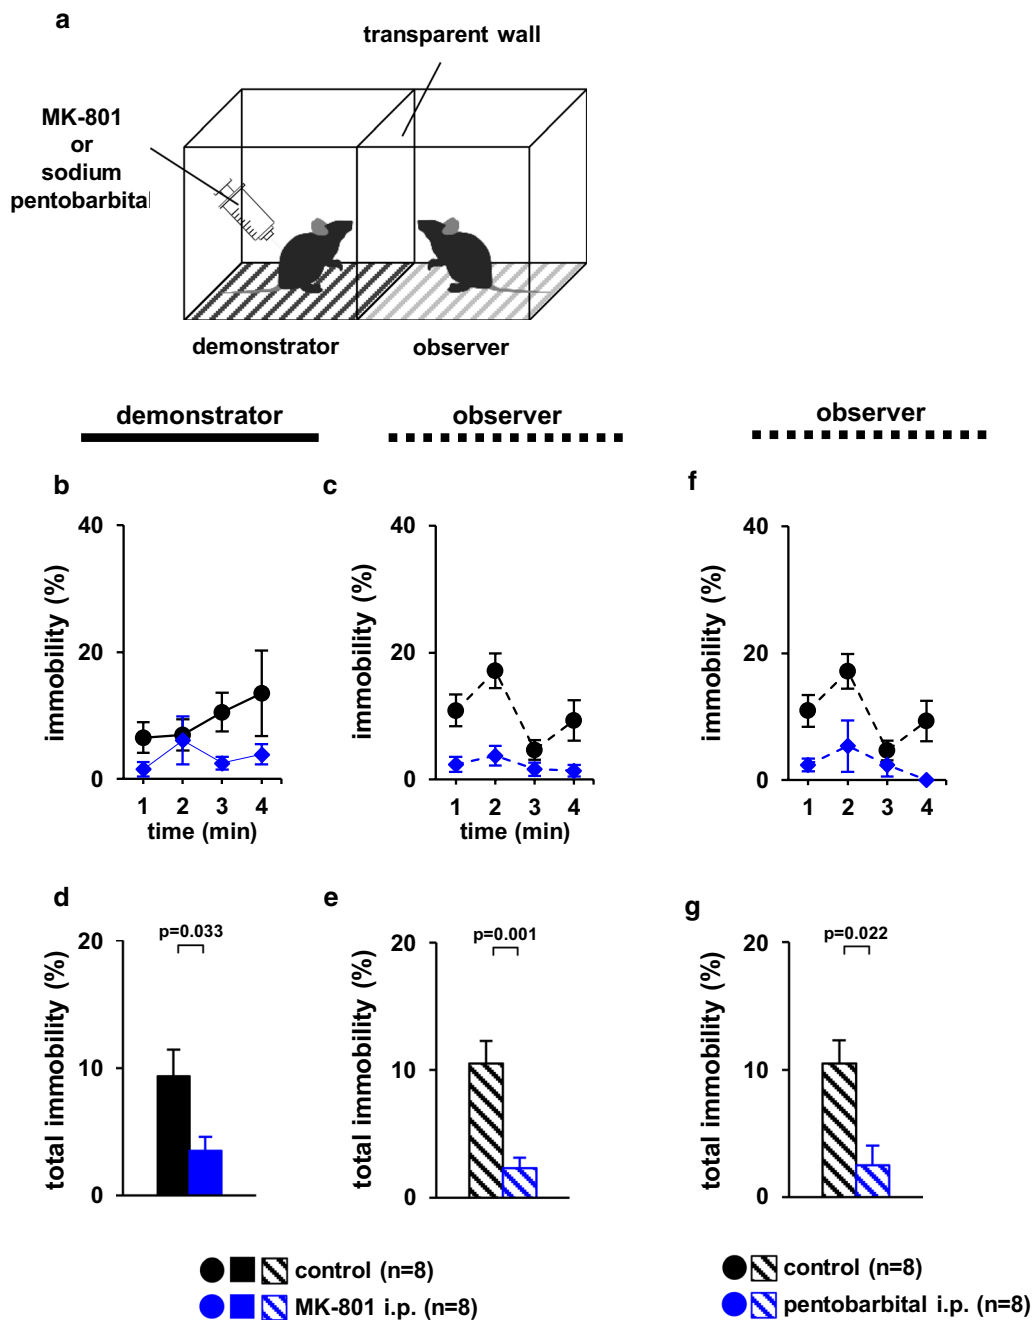 a
transparent wall
MK-801
or
sodium
pentobarbital
demonstrator
observer
demonstrator
observer
observer
b
c
f
40
20
0
immobility (%)
1 2 3 4
time (min)
40
20
0
immobility (%)
1 2 3 4
time (min)
40
20
0
immobility (%)
1 2 3 4
d
e
g
p=0.033
20
10
0
total immobility (%)
p=0.001
20
10
0
total immobility (%)
p=0.022
20
10
0
total immobility (%)
control (n=8)
MK-801 i.p. (n=8)
control (n=8)
pentobarbital i.p. (n=8)